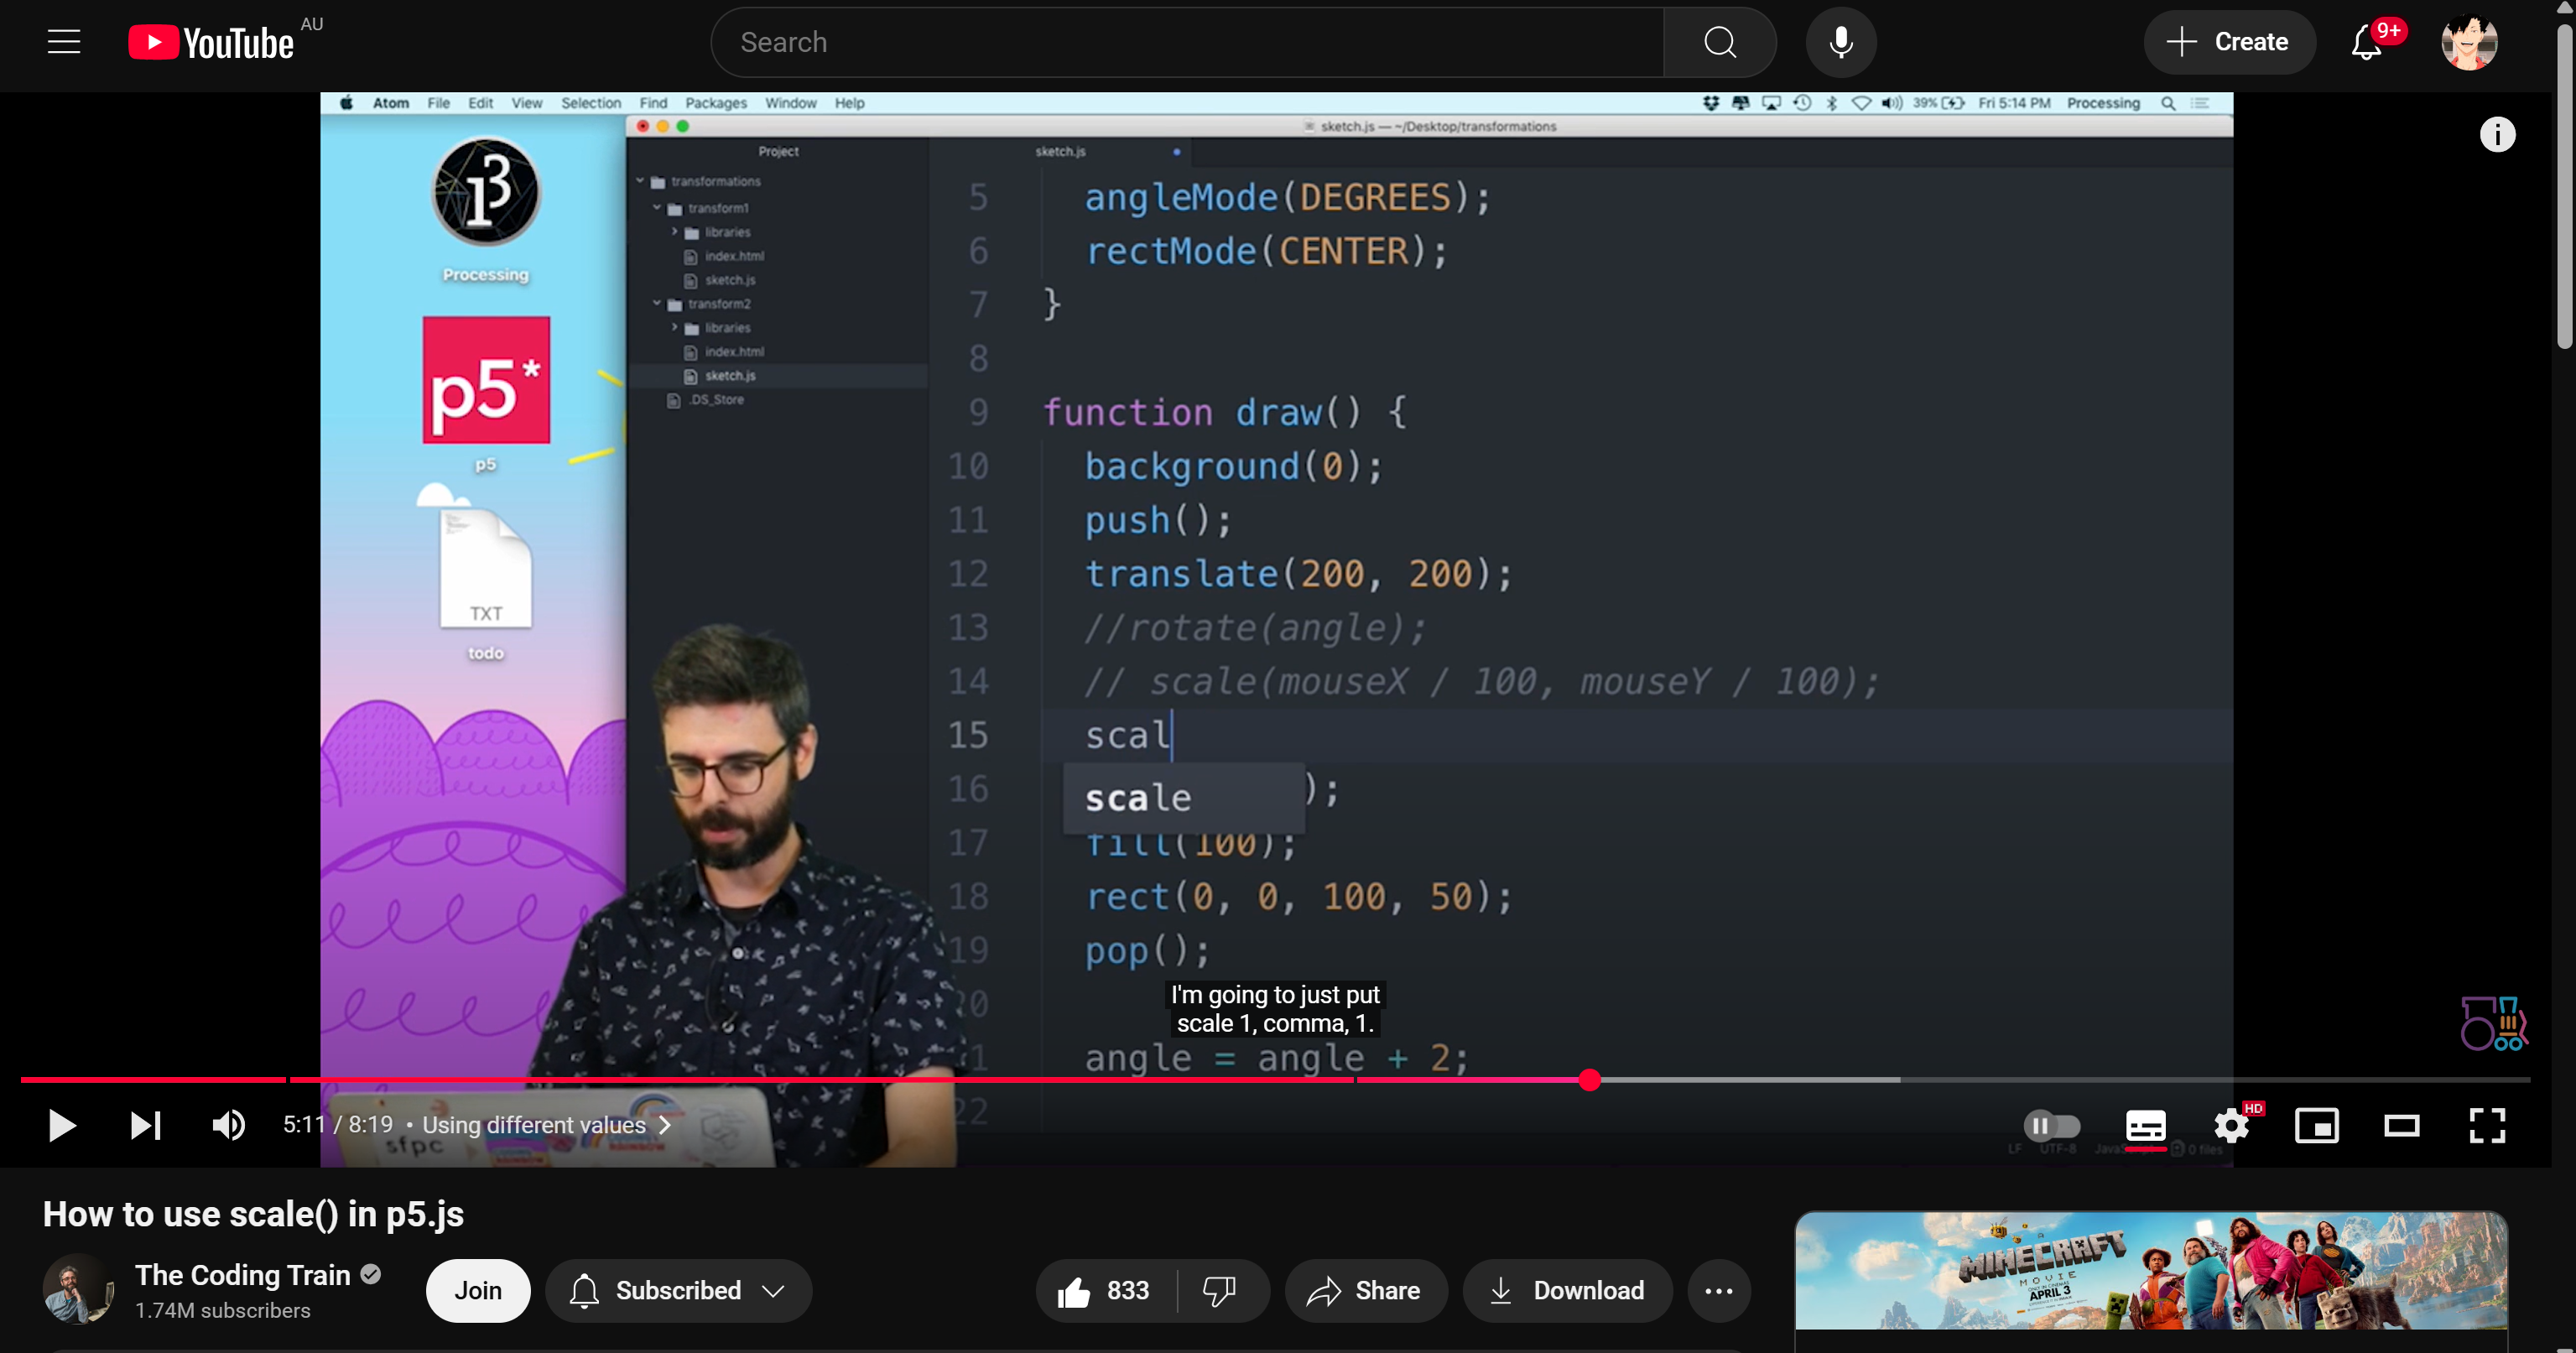 YouTube AU
Search
Create
9+
Atom File Edit View Selection Find Packages Window Help
39% Fri 5:14 PM Processing
sketch.js — ~/Desktop/transformations
Project
sketch.js
transformations
transform1
libraries
index.html
sketch.js
transform2
libraries
index.html
sketch.js
.DS_Store
Processing
p5*
p5
TXT
todo
5 angleMode(DEGREES);
6 rectMode(CENTER);
7 }
8
9 function draw() {
10 background(0);
11 push();
12 translate(200, 200);
13 //rotate(angle);
14 // scale(mouseX / 100, mouseY / 100);
15 scal
scale
16 );
17 fill(100);
18 rect(0, 0, 100, 50);
19 pop();
20
I'm going to just put
scale 1, comma, 1.
1 angle = angle + 2;
22
sfpc
LF UTF-8 0 files
5:11 / 8:19 • Using different values
HD
How to use scale() in p5.js
The Coding Train
1.74M subscribers
Join
Subscribed
833
Share
Download
MINECRAFT
MOVIE
APRIL 3